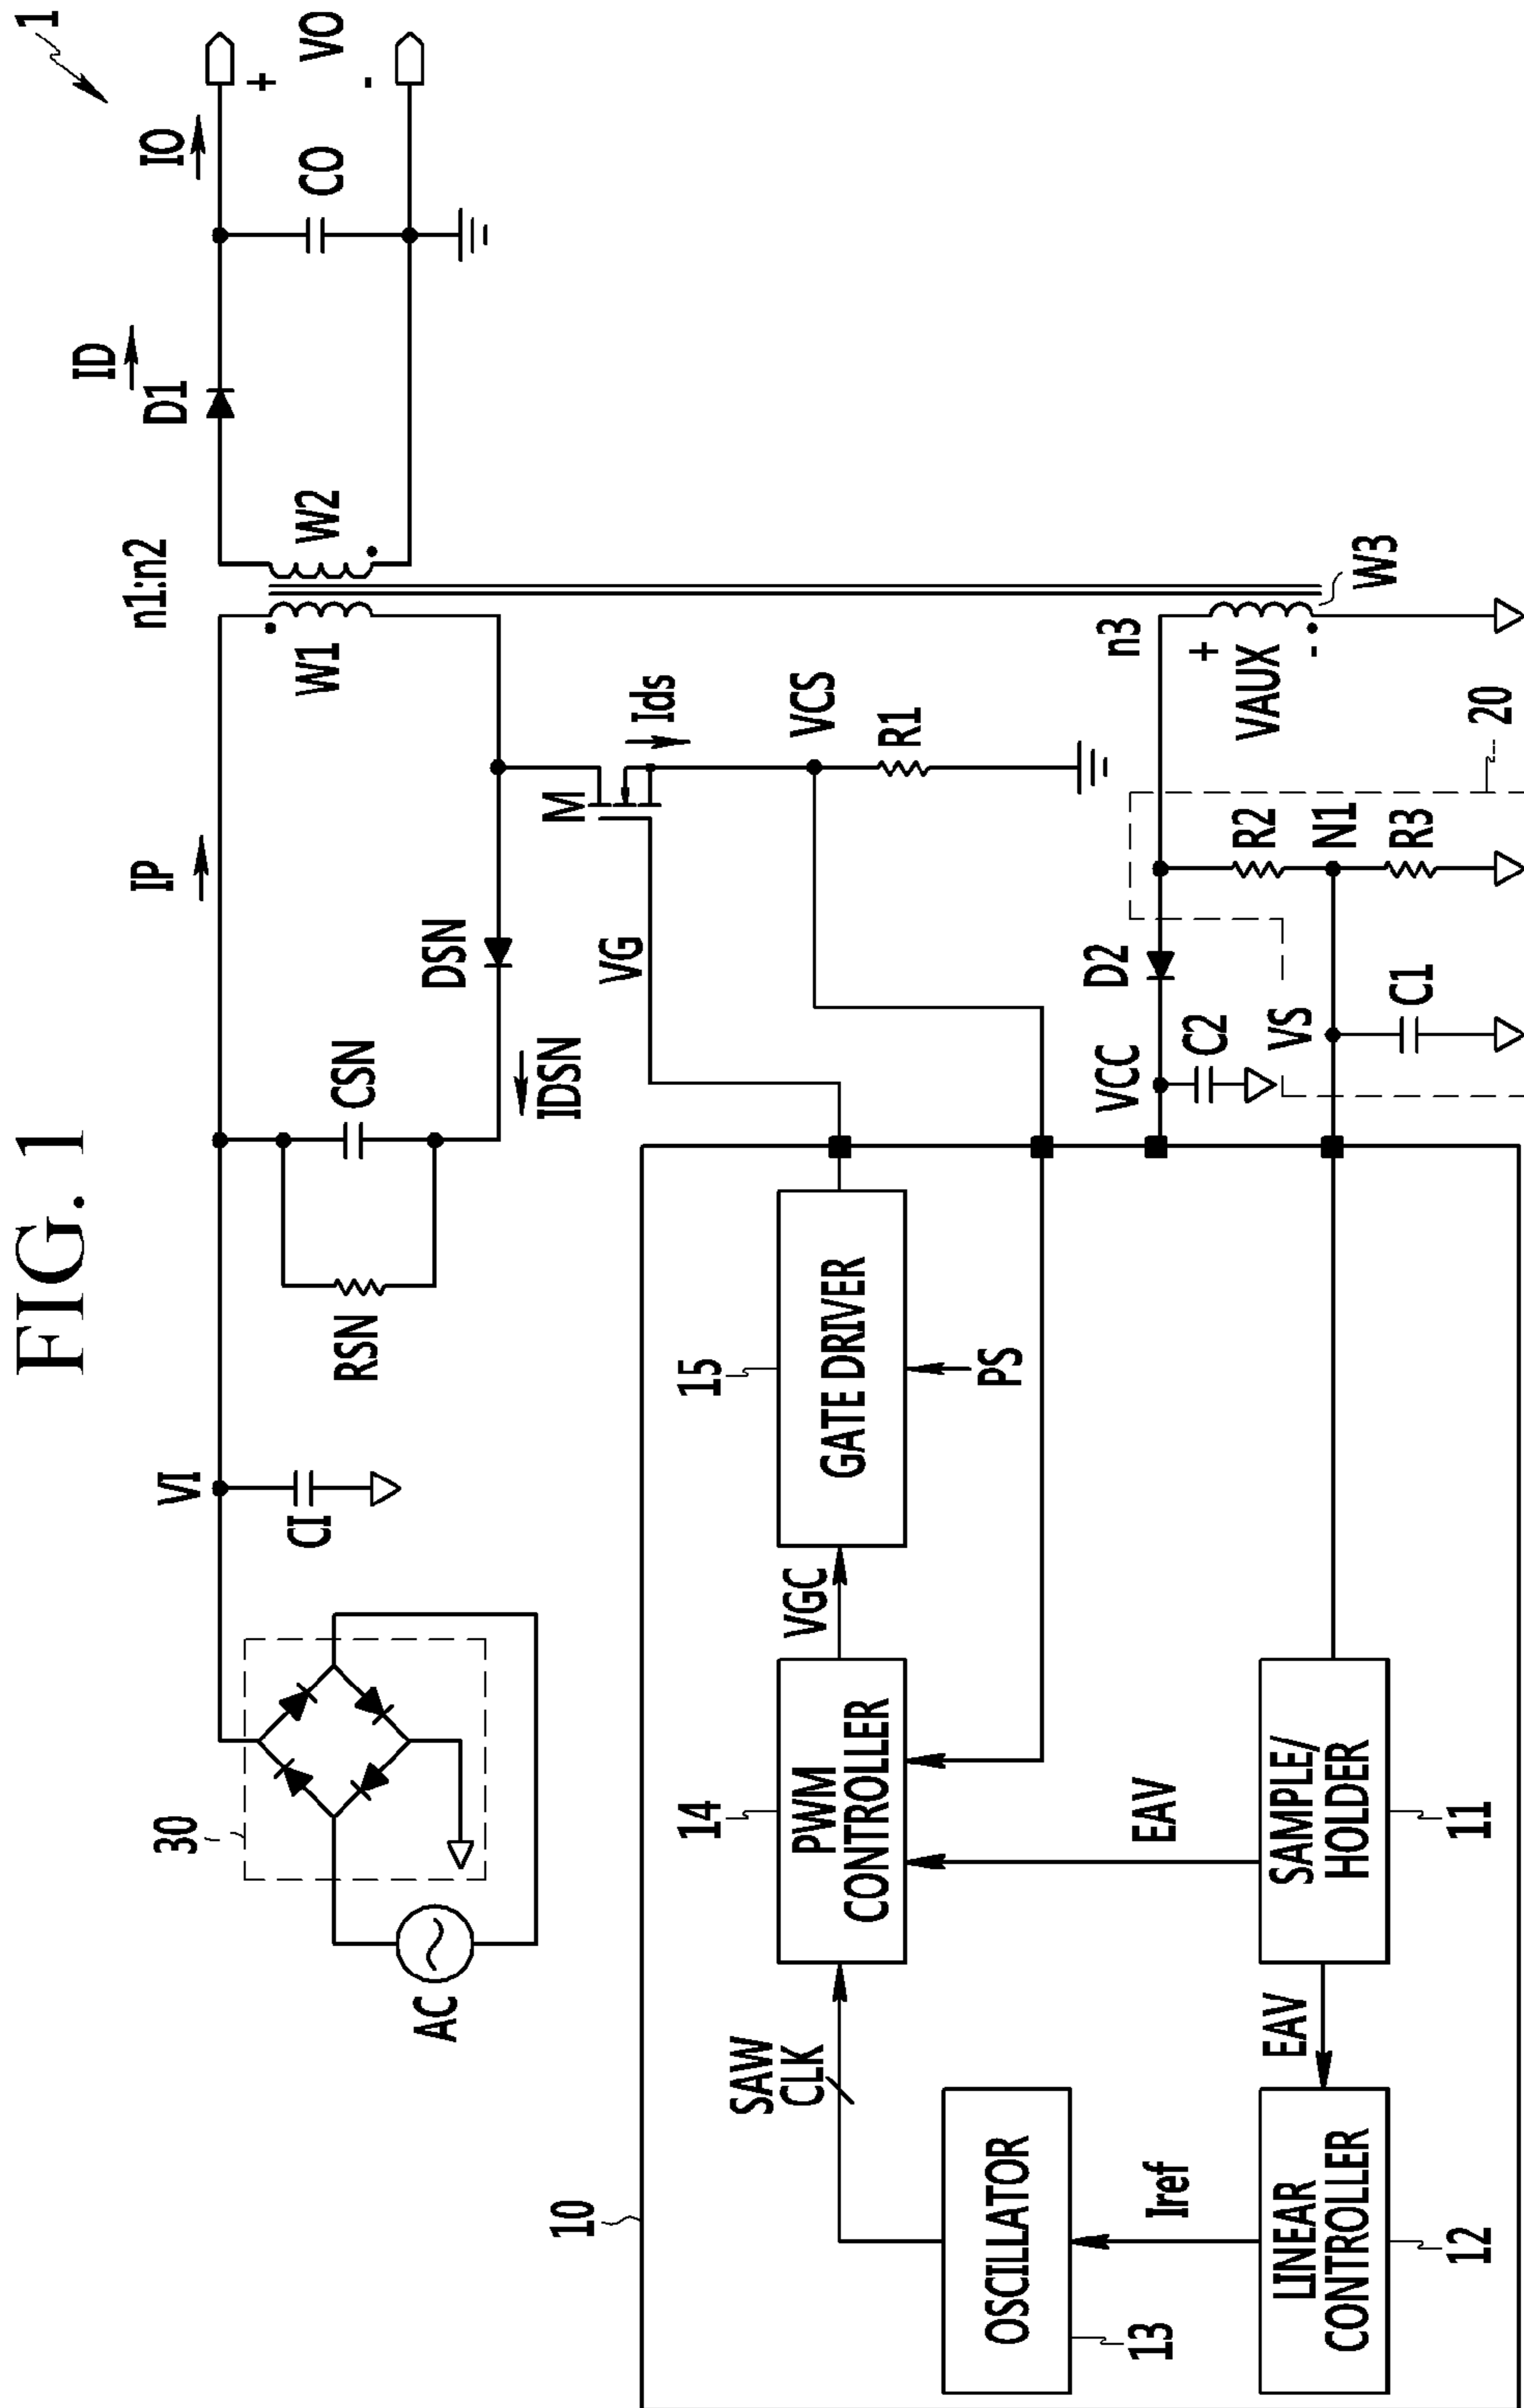 FIG. 1
1
30
AC
VI
CI
RSN
CSN
IP
DSN
IDSN
n1:n2
W1
W2
ID
D1
IO
CO
+
VO
-
M
Ids
VG
VCS
R1
10
SAW
CLK
14
PWM
CONTROLLER
VGC
15
GATE DRIVER
PS
OSCILLATOR
13
Iref
LINEAR
CONTROLLER
12
EAV
EAV
SAMPLE/
HOLDER
11
VCC
C2
D2
VS
C1
R2
N1
R3
20
n3
+
VAUX
-
W3